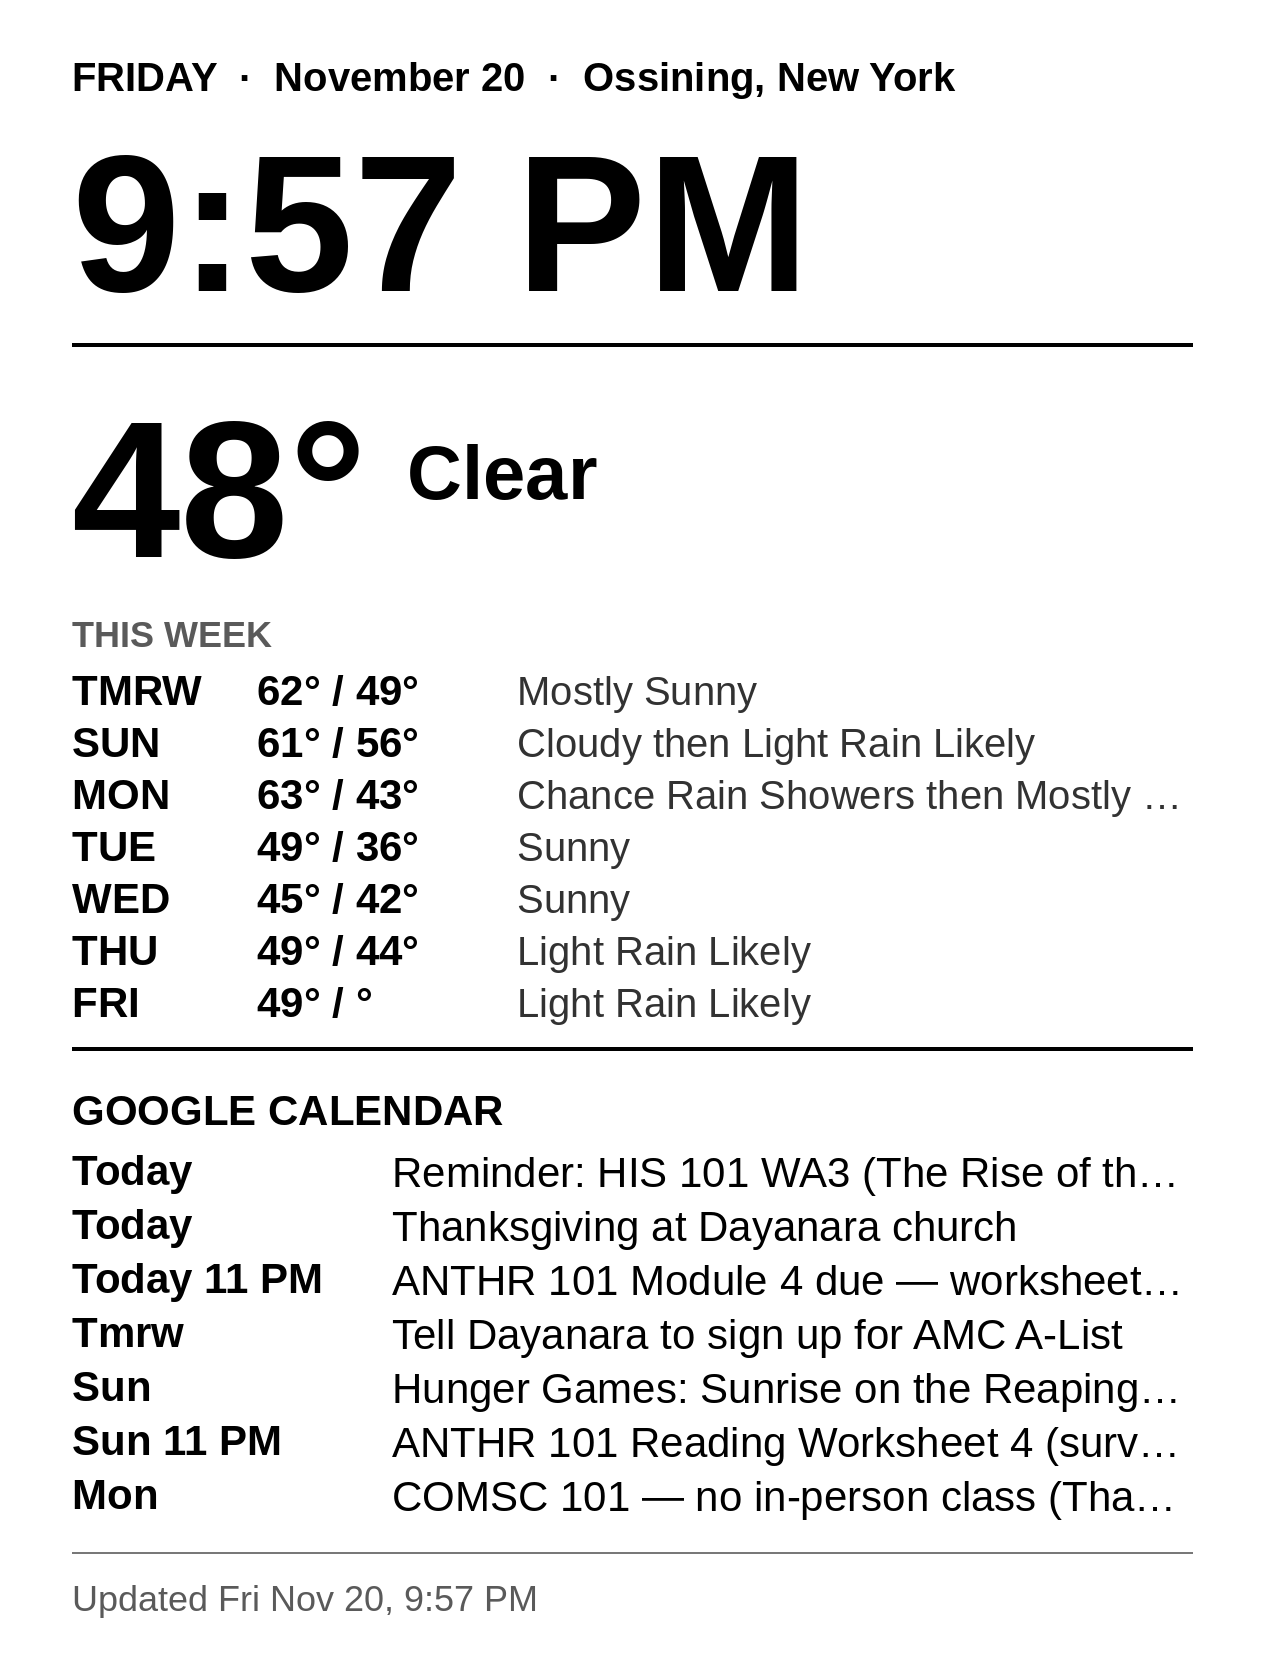 FRIDAY · November 20 · Ossining, New York
9:57 PM
48° Clear
THIS WEEK
TMRW 62° / 49° Mostly Sunny
SUN 61° / 56° Cloudy then Light Rain Likely
MON 63° / 43° Chance Rain Showers then Mostly …
TUE 49° / 36° Sunny
WED 45° / 42° Sunny
THU 49° / 44° Light Rain Likely
FRI 49° / ° Light Rain Likely
GOOGLE CALENDAR
Today Reminder: HIS 101 WA3 (The Rise of th…
Today Thanksgiving at Dayanara church
Today 11 PM ANTHR 101 Module 4 due — worksheet…
Tmrw Tell Dayanara to sign up for AMC A-List
Sun Hunger Games: Sunrise on the Reaping…
Sun 11 PM ANTHR 101 Reading Worksheet 4 (surv…
Mon COMSC 101 — no in-person class (Tha…
Updated Fri Nov 20, 9:57 PM